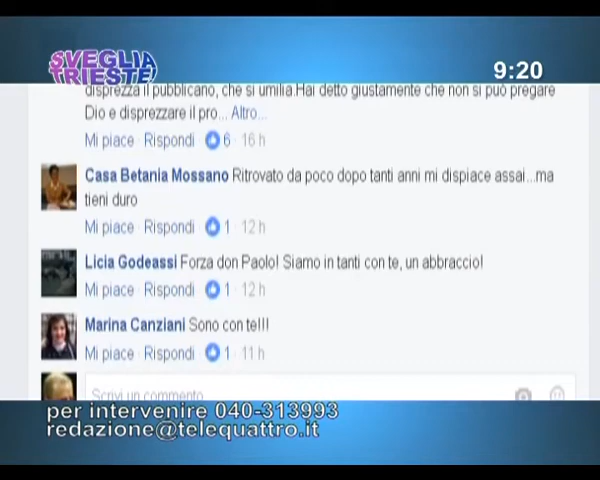 SVEGLIA
TRIESTE!
9:20
disprezza il pubblicano, che si umilia.Hai detto giustamente che non si può pregare
Dio e disprezzare il pro... Altro...
Mi piace · Rispondi · 6 · 16 h
Casa Betania Mossano Ritrovato da poco dopo tanti anni mi dispiace assai...ma
tieni duro
Mi piace · Rispondi · 1 · 12 h
Licia Godeassi Forza don Paolo! Siamo in tanti con te, un abbraccio!
Mi piace · Rispondi · 1 · 12 h
Marina Canziani Sono con te!!!
Mi piace · Rispondi · 1 · 11 h
Scrivi un commento
per intervenire 040-313993
redazione@telequattro.it